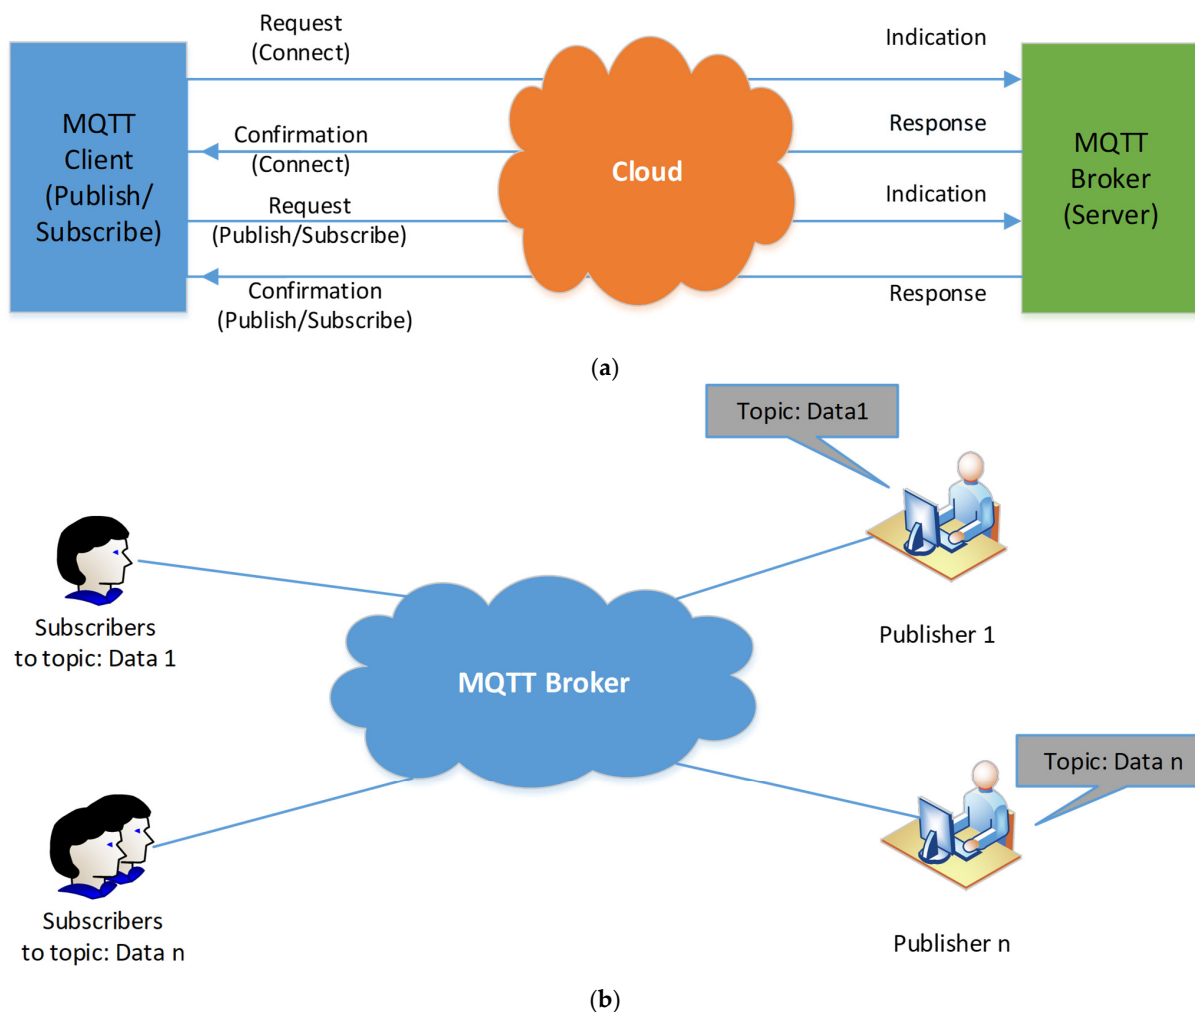 Request
(Connect)
Indication
MQTT
Client
(Publish/
Subscribe)
Confirmation
(Connect)
Response
Cloud
MQTT
Broker
(Server)
Request
(Publish/Subscribe)
Indication
Confirmation
(Publish/Subscribe)
Response
(a)
Topic: Data1
Publisher 1
Subscribers
to topic: Data 1
MQTT Broker
Topic: Data n
Subscribers
to topic: Data n
Publisher n
(b)